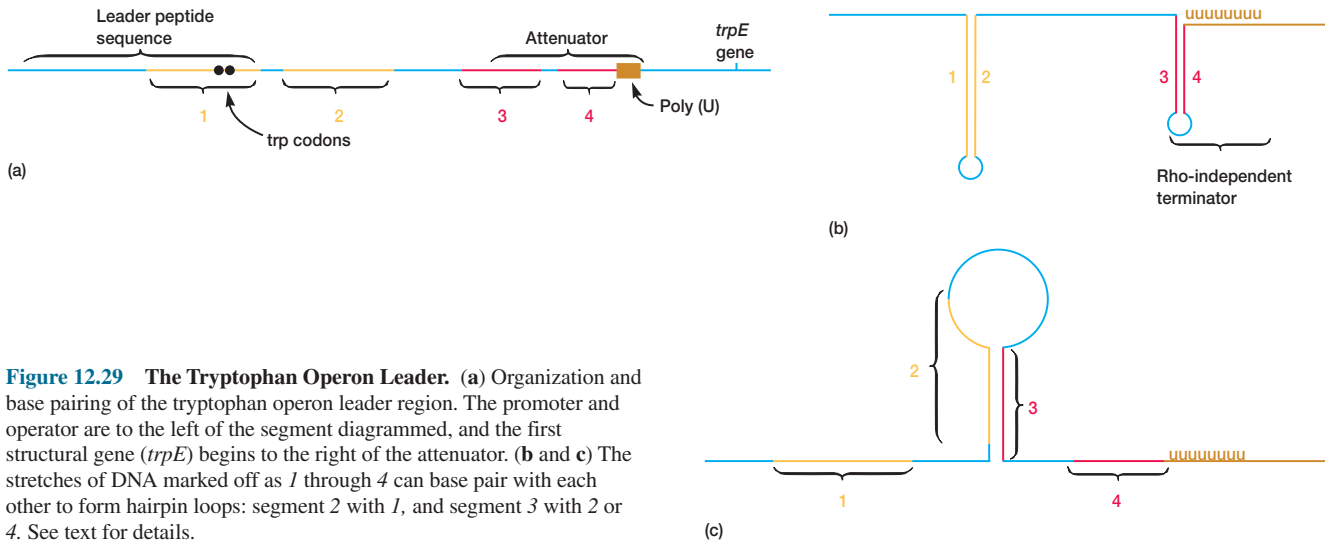 Leader peptide
sequence
Attenuator
trpE
gene
1
2
3
4
Poly (U)
trp codons
(a)
uuuuuuuu
1
2
3
4
Rho-independent
terminator
(b)
2
3
uuuuuuuu
1
4
(c)
Figure 12.29 The Tryptophan Operon Leader. (a) Organization and
base pairing of the tryptophan operon leader region. The promoter and
operator are to the left of the segment diagrammed, and the first
structural gene (trpE) begins to the right of the attenuator. (b and c) The
stretches of DNA marked off as 1 through 4 can base pair with each
other to form hairpin loops: segment 2 with 1, and segment 3 with 2 or
4. See text for details.